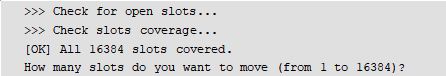 >>> Check for open slots...
>>> Check slots coverage...
[OK] All 16384 slots covered.
How many slots do you want to move (from 1 to 16384)?